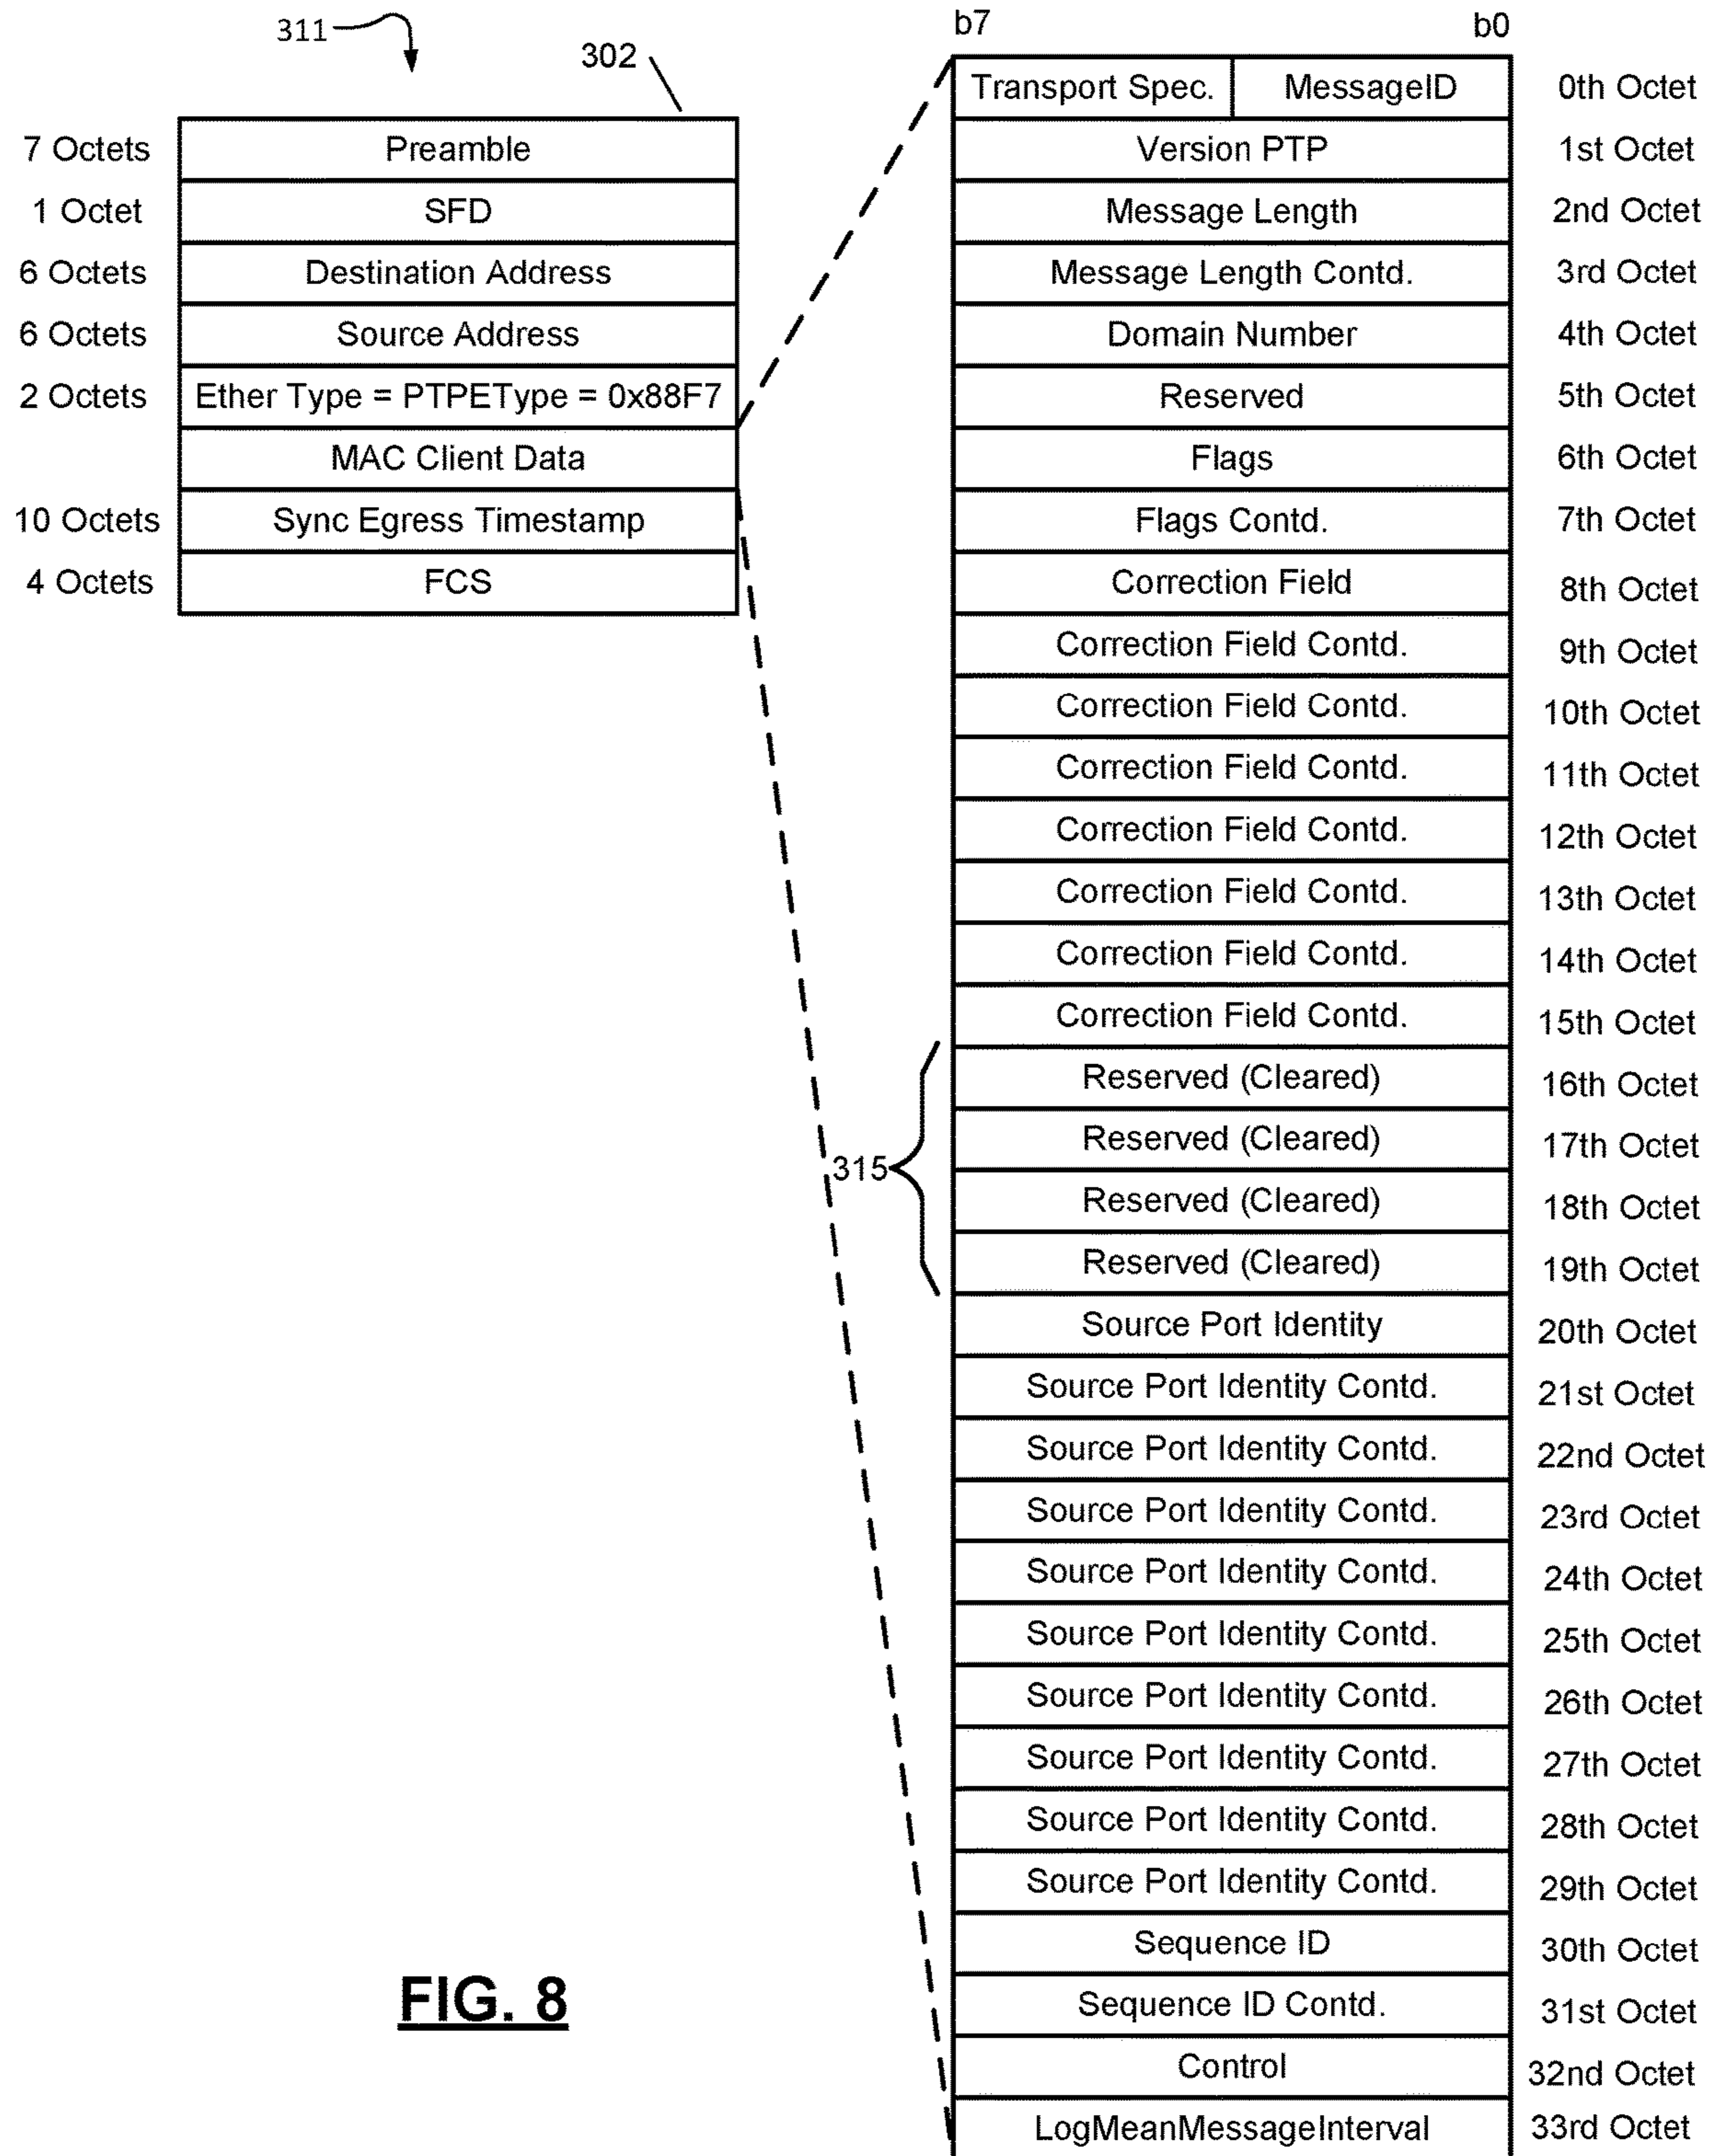 311
302
7 Octets Preamble
1 Octet SFD
6 Octets Destination Address
6 Octets Source Address
2 Octets Ether Type = PTPEType = 0x88F7
MAC Client Data
10 Octets Sync Egress Timestamp
4 Octets FCS
b7 b0
Transport Spec. MessageID 0th Octet
Version PTP 1st Octet
Message Length 2nd Octet
Message Length Contd. 3rd Octet
Domain Number 4th Octet
Reserved 5th Octet
Flags 6th Octet
Flags Contd. 7th Octet
Correction Field 8th Octet
Correction Field Contd. 9th Octet
Correction Field Contd. 10th Octet
Correction Field Contd. 11th Octet
Correction Field Contd. 12th Octet
Correction Field Contd. 13th Octet
Correction Field Contd. 14th Octet
Correction Field Contd. 15th Octet
Reserved (Cleared) 16th Octet
Reserved (Cleared) 17th Octet
315
Reserved (Cleared) 18th Octet
Reserved (Cleared) 19th Octet
Source Port Identity 20th Octet
Source Port Identity Contd. 21st Octet
Source Port Identity Contd. 22nd Octet
Source Port Identity Contd. 23rd Octet
Source Port Identity Contd. 24th Octet
Source Port Identity Contd. 25th Octet
Source Port Identity Contd. 26th Octet
Source Port Identity Contd. 27th Octet
Source Port Identity Contd. 28th Octet
Source Port Identity Contd. 29th Octet
Sequence ID 30th Octet
Sequence ID Contd. 31st Octet
Control 32nd Octet
LogMeanMessageInterval 33rd Octet
FIG. 8